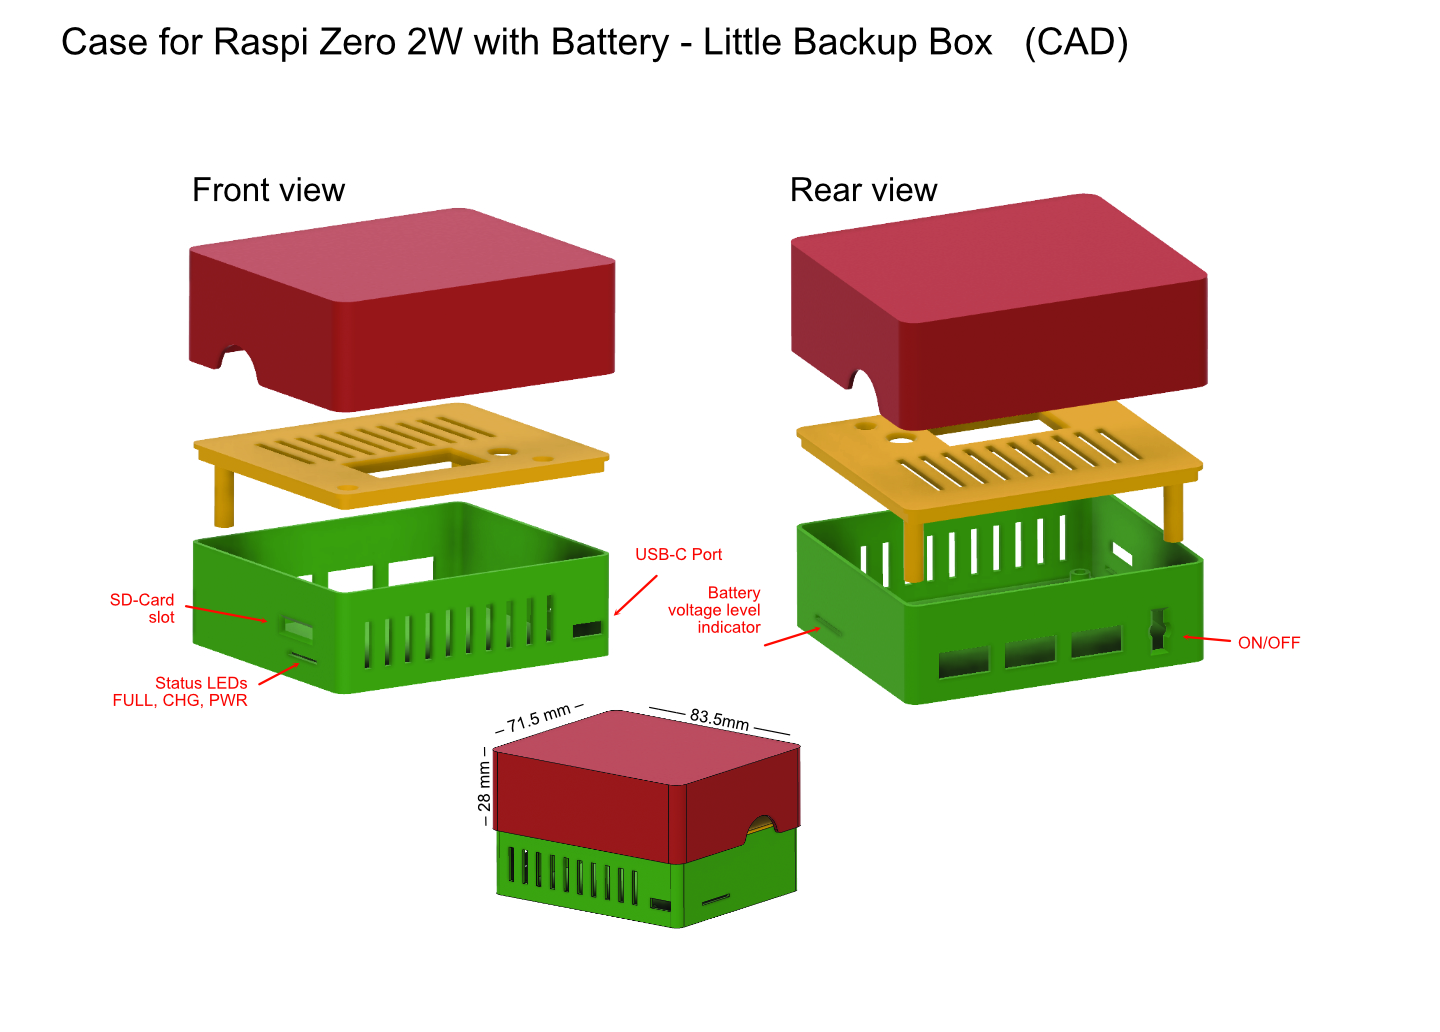 Case for Raspi Zero 2W with Battery - Little Backup Box (CAD)
Front view
Rear view
USB-C Port
SD-Card
slot
Status LEDs
FULL, CHG, PWR
Battery
voltage level
indicator
ON/OFF
71.5 mm
83.5mm
28 mm